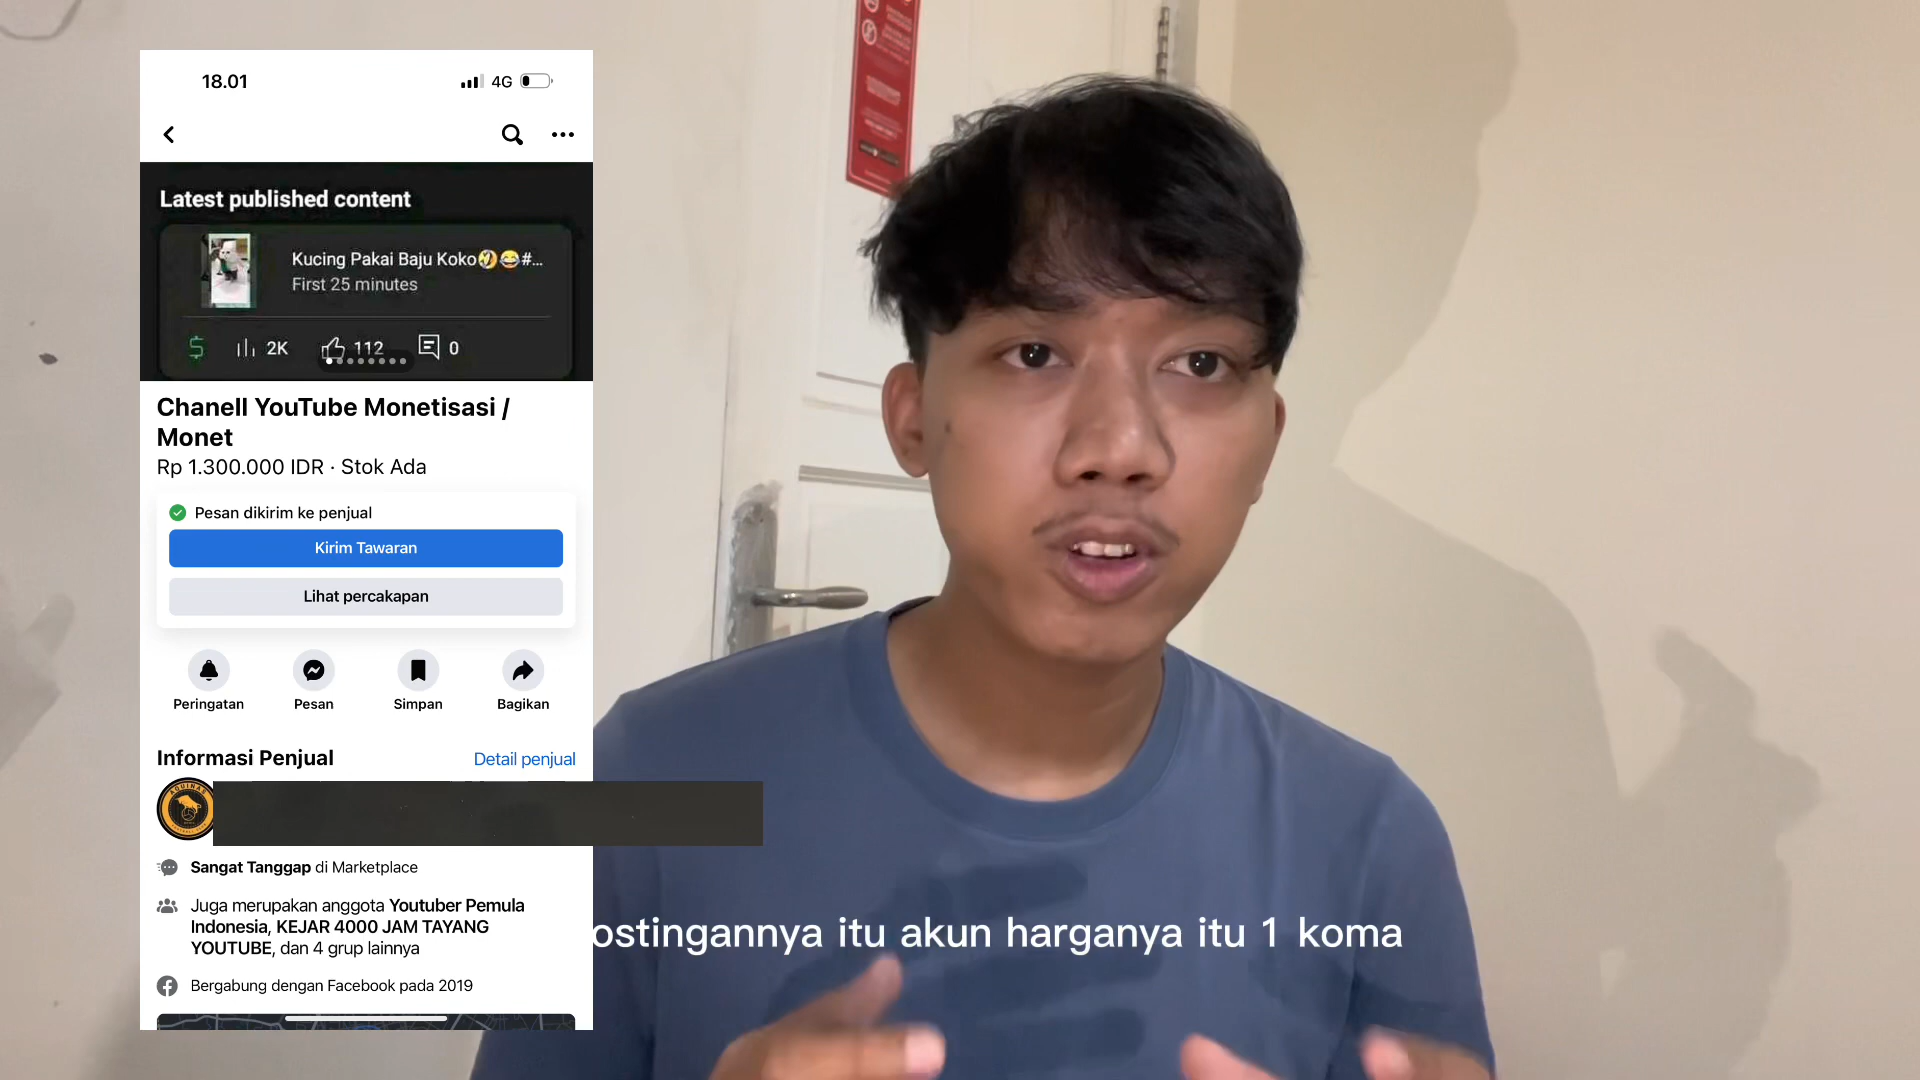 18.01
4G
Latest published content
Kucing Pakai Baju Koko🤣😂#...
First 25 minutes
2K 112 0
Chanell YouTube Monetisasi /
Monet
Rp 1.300.000 IDR · Stok Ada
Pesan dikirim ke penjual
Kirim Tawaran
Lihat percakapan
Peringatan Pesan Simpan Bagikan
Informasi Penjual Detail penjual
Sangat Tanggap di Marketplace
Juga merupakan anggota Youtuber Pemula
Indonesia, KEJAR 4000 JAM TAYANG
YOUTUBE, dan 4 grup lainnya
Bergabung dengan Facebook pada 2019
ostingannya itu akun harganya itu 1 koma